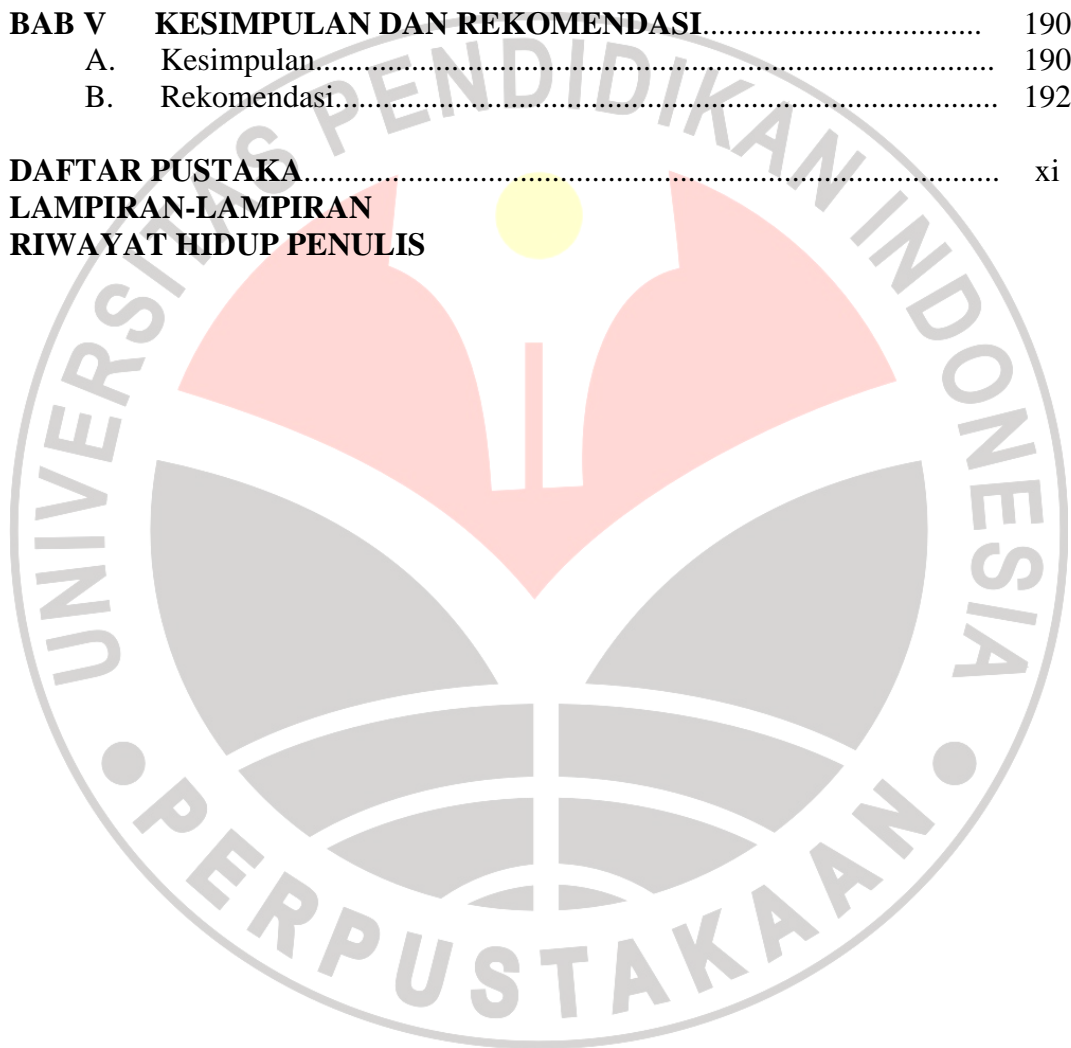 BAB V KESIMPULAN DAN REKOMENDASI.................................. 190
A. Kesimpulan.................................................................................... 190
B. Rekomendasi.................................................................................. 192
DAFTAR PUSTAKA..................................................................................... xi
LAMPIRAN-LAMPIRAN
RIWAYAT HIDUP PENULIS
UNIVERSITAS PENDIDIKAN INDONESIA
PERPUSTAKAAN